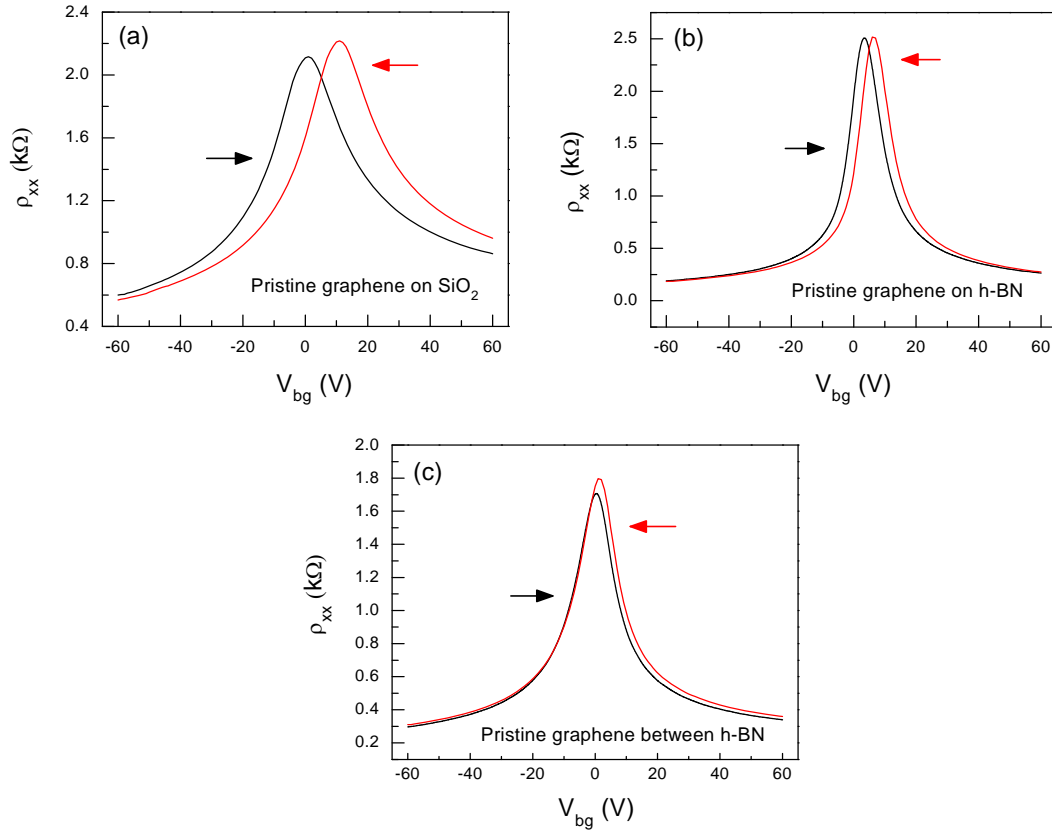 (a)
2.4
2.0
1.6
1.2
0.8
0.4
ρxx (kΩ)
Pristine graphene on SiO2
-60 -40 -20 0 20 40 60
Vbg (V)
(b)
2.5
2.0
1.5
1.0
0.5
0.0
ρxx (kΩ)
Pristine graphene on h-BN
-60 -40 -20 0 20 40 60
Vbg (V)
(c)
2.0
1.8
1.6
1.4
1.2
1.0
0.8
0.6
0.4
0.2
ρxx (kΩ)
Pristine graphene between h-BN
-60 -40 -20 0 20 40 60
Vbg (V)